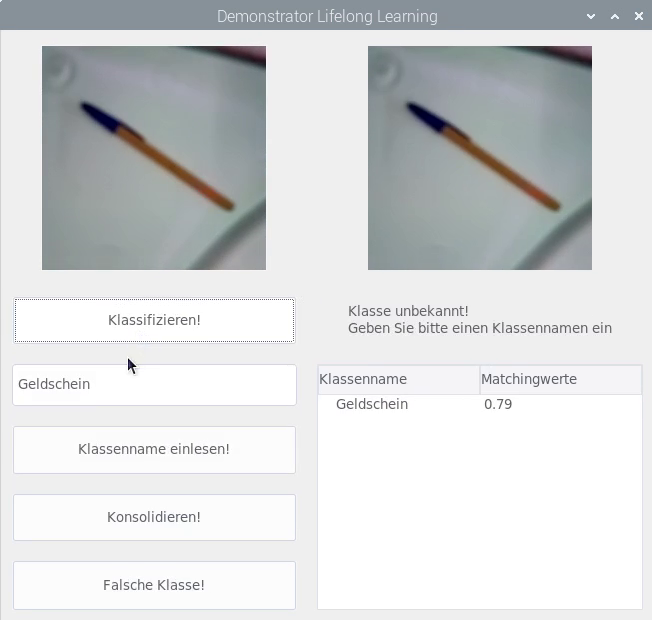 Demonstrator Lifelong Learning
Klassifizieren!
Klasse unbekannt!
Geben Sie bitte einen Klassennamen ein
Geldschein
Klassenname Matchingwerte
Geldschein 0.79
Klassenname einlesen!
Konsolidieren!
Falsche Klasse!